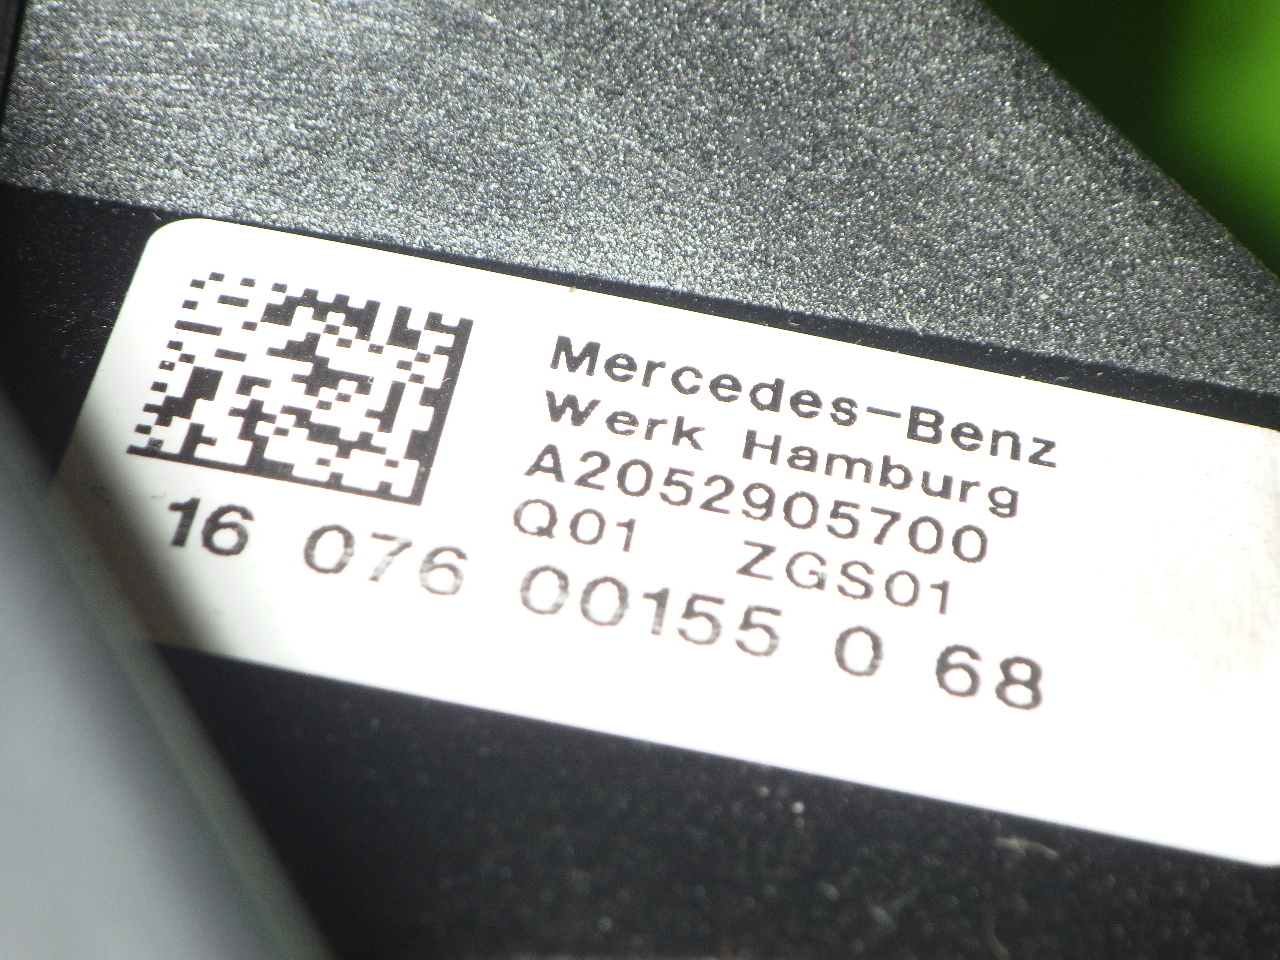 Mercedes-Benz
Werk Hamburg
A2052905700
Q01 ZGS01
16 076 00155 0 68